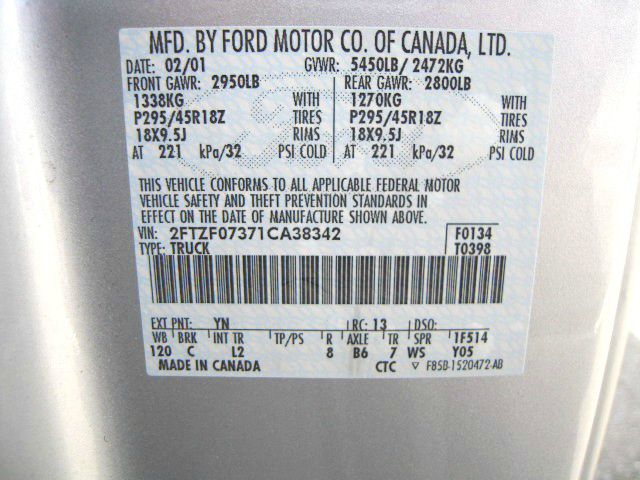 MFD. BY FORD MOTOR CO. OF CANADA, LTD.
DATE: 02/01 GVWR: 5450LB/ 2472KG
FRONT GAWR: 2950LB REAR GAWR: 2800LB
1338KG WITH 1270KG WITH
P295/45R18Z TIRES P295/45R18Z TIRES
18X9.5J RIMS 18X9.5J RIMS
AT 221 kPa/32 PSI COLD AT 221 kPa/32 PSI COLD
THIS VEHICLE CONFORMS TO ALL APPLICABLE FEDERAL MOTOR
VEHICLE SAFETY AND THEFT PREVENTION STANDARDS IN
EFFECT ON THE DATE OF MANUFACTURE SHOWN ABOVE.
VIN: 2FTZF07371CA38342 F0134
TYPE: TRUCK T0398
EXT PNT: YN RC: 13 DSO:
WB BRK INT TR TP/PS R AXLE TR SPR 1F514
120 C L2 8 B6 7 WS Y05
MADE IN CANADA CTC ▽ F85B-1520472-AB